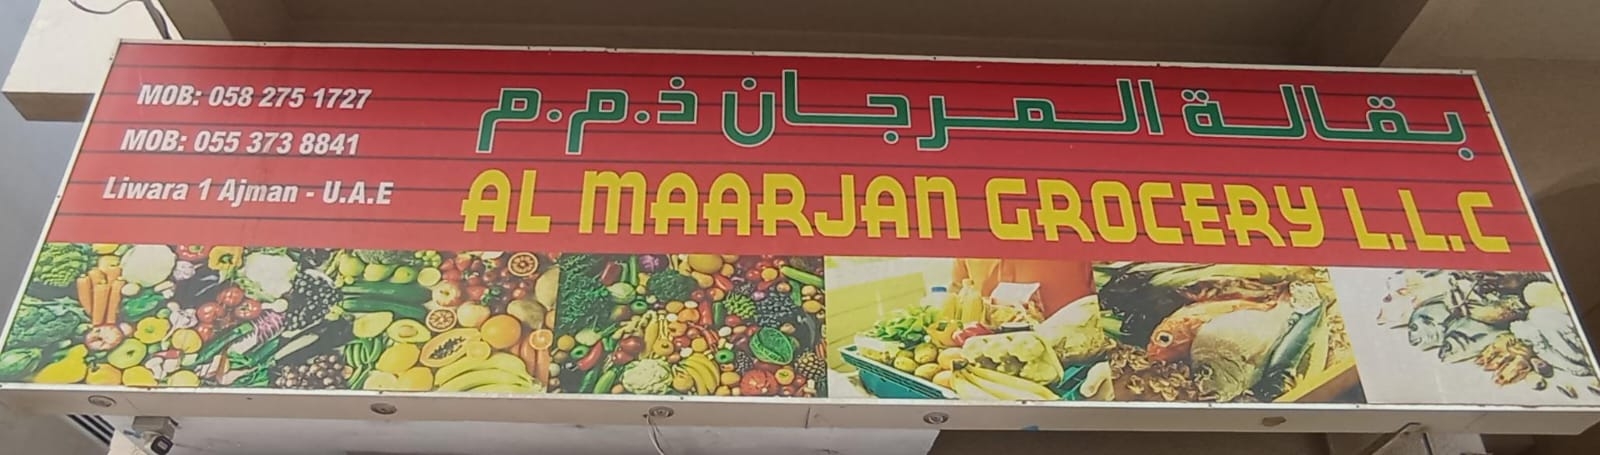 بقالة المرجان ذ.م.م
AL MAARJAN GROCERY L.L.C
MOB: 058 275 1727
MOB: 055 373 8841
Liwara 1 Ajman - U.A.E